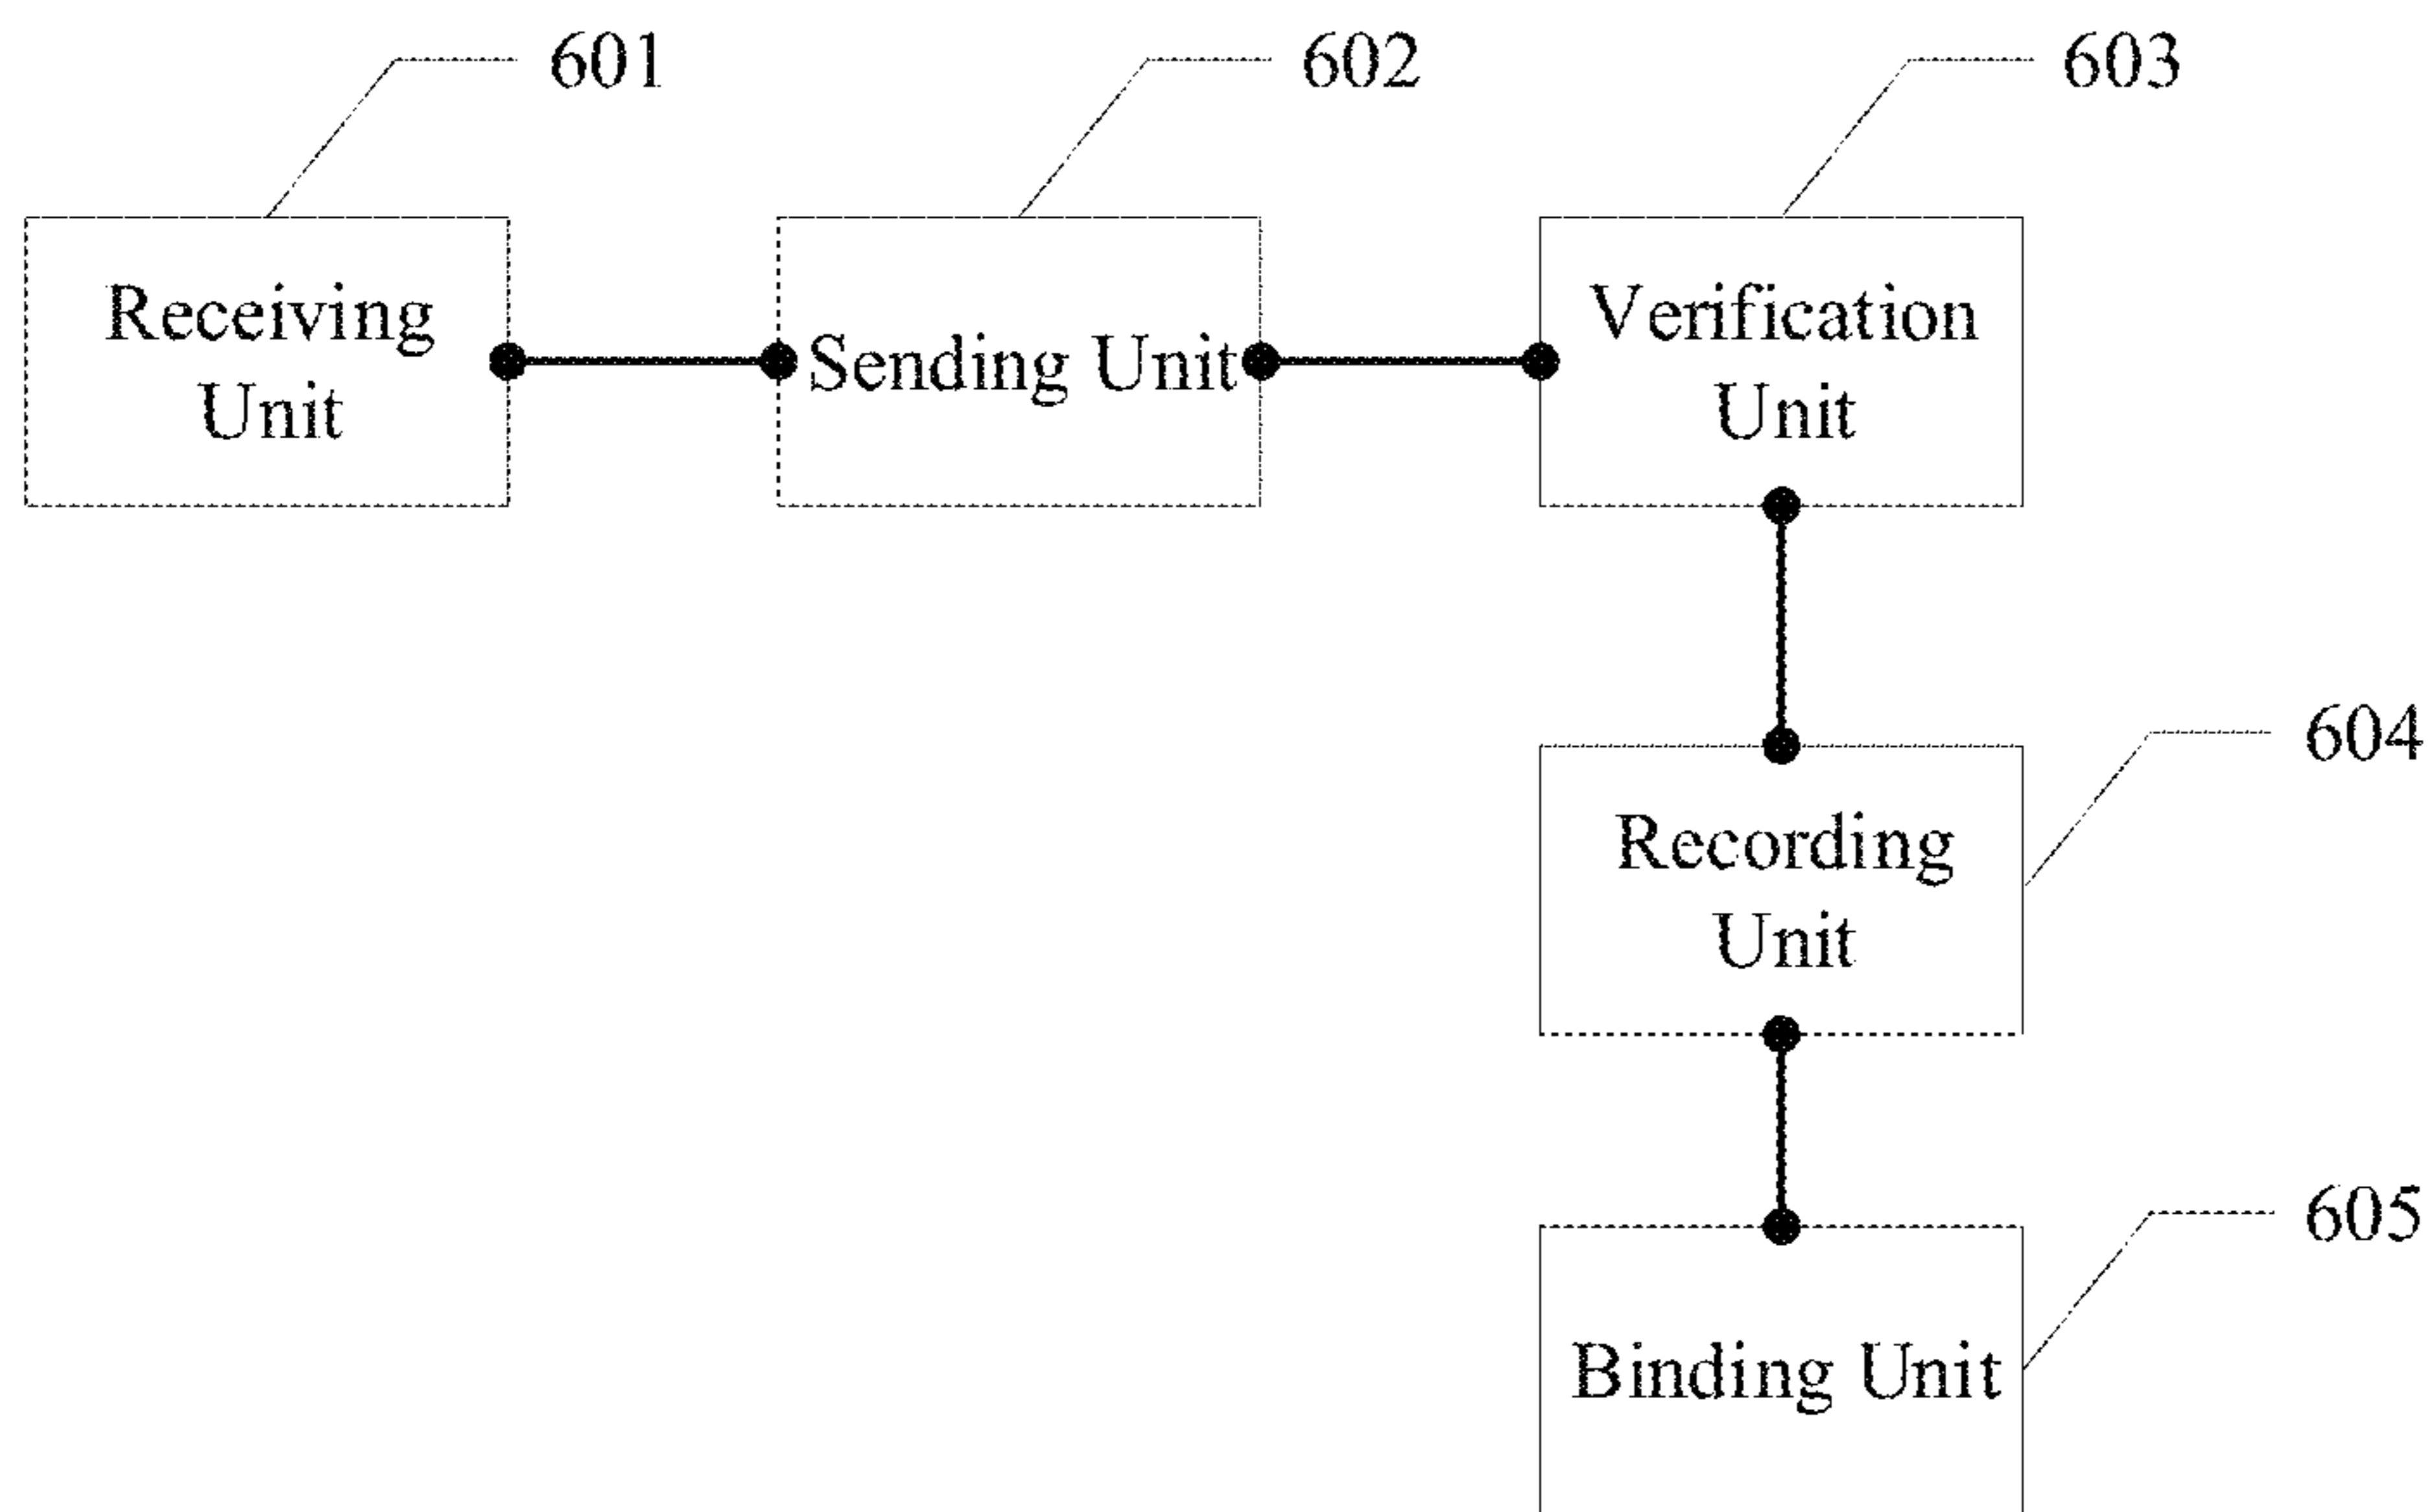 601
602
603
Receiving
Unit
Sending Unit
Verification
Unit
604
Recording
Unit
605
Binding Unit